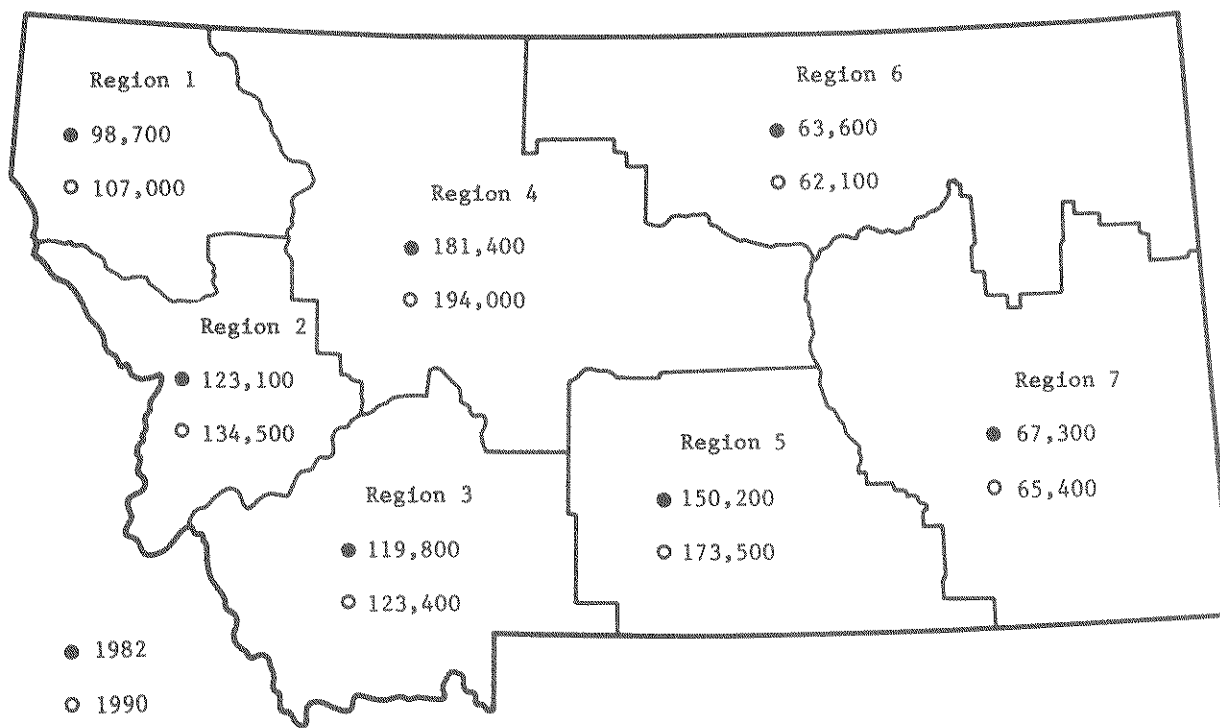 Region 1
● 98,700
○ 107,000
Region 2
● 123,100
○ 134,500
Region 3
● 119,800
○ 123,400
Region 4
● 181,400
○ 194,000
Region 5
● 150,200
○ 173,500
Region 6
● 63,600
○ 62,100
Region 7
● 67,300
○ 65,400
● 1982
○ 1990